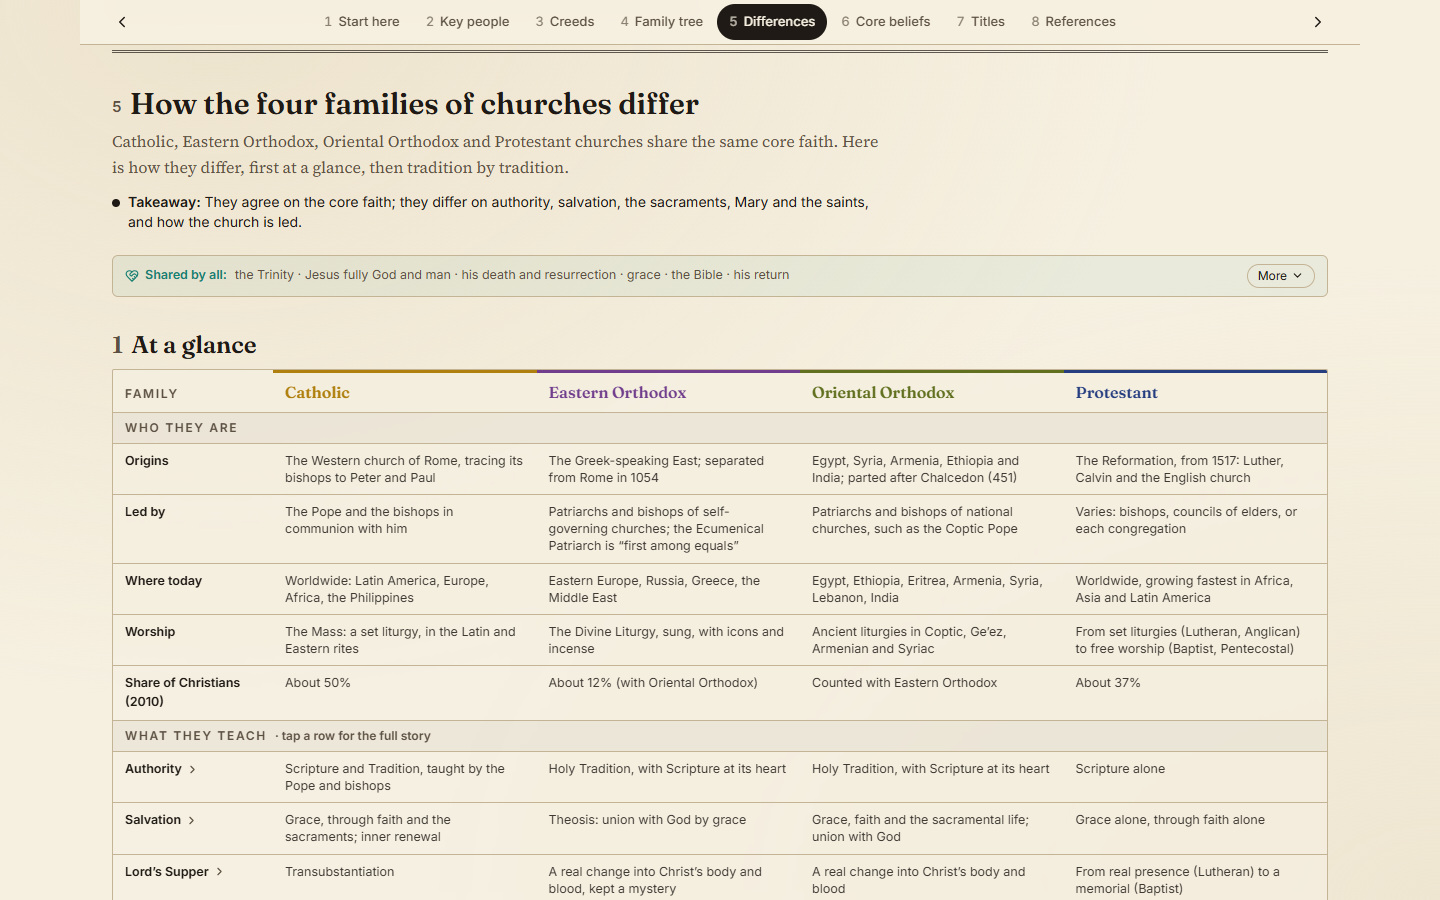 1 Start here 2 Key people 3 Creeds 4 Family tree 5 Differences 6 Core beliefs 7 Titles 8 References
5 How the four families of churches differ
Catholic, Eastern Orthodox, Oriental Orthodox and Protestant churches share the same core faith. Here
is how they differ, first at a glance, then tradition by tradition.
Takeaway: They agree on the core faith; they differ on authority, salvation, the sacraments, Mary and the saints,
and how the church is led.
Shared by all: the Trinity · Jesus fully God and man · his death and resurrection · grace · the Bible · his return More
1 At a glance
FAMILY Catholic Eastern Orthodox Oriental Orthodox Protestant
WHO THEY ARE
Origins The Western church of Rome, tracing its The Greek-speaking East; separated Egypt, Syria, Armenia, Ethiopia and The Reformation, from 1517: Luther,
bishops to Peter and Paul from Rome in 1054 India; parted after Chalcedon (451) Calvin and the English church
Led by The Pope and the bishops in Patriarchs and bishops of self- Patriarchs and bishops of national Varies: bishops, councils of elders, or
communion with him governing churches; the Ecumenical churches, such as the Coptic Pope each congregation
Patriarch is “first among equals”
Where today Worldwide: Latin America, Europe, Eastern Europe, Russia, Greece, the Egypt, Ethiopia, Eritrea, Armenia, Syria, Worldwide, growing fastest in Africa,
Africa, the Philippines Middle East Lebanon, India Asia and Latin America
Worship The Mass: a set liturgy, in the Latin and The Divine Liturgy, sung, with icons and Ancient liturgies in Coptic, Ge’ez, From set liturgies (Lutheran, Anglican)
Eastern rites incense Armenian and Syriac to free worship (Baptist, Pentecostal)
Share of Christians About 50% About 12% (with Oriental Orthodox) Counted with Eastern Orthodox About 37%
(2010)
WHAT THEY TEACH · tap a row for the full story
Authority Scripture and Tradition, taught by the Holy Tradition, with Scripture at its heart Holy Tradition, with Scripture at its heart Scripture alone
Pope and bishops
Salvation Grace, through faith and the Theosis: union with God by grace Grace, faith and the sacramental life; Grace alone, through faith alone
sacraments; inner renewal union with God
Lord’s Supper Transubstantiation A real change into Christ’s body and A real change into Christ’s body and From real presence (Lutheran) to a
blood, kept a mystery blood memorial (Baptist)